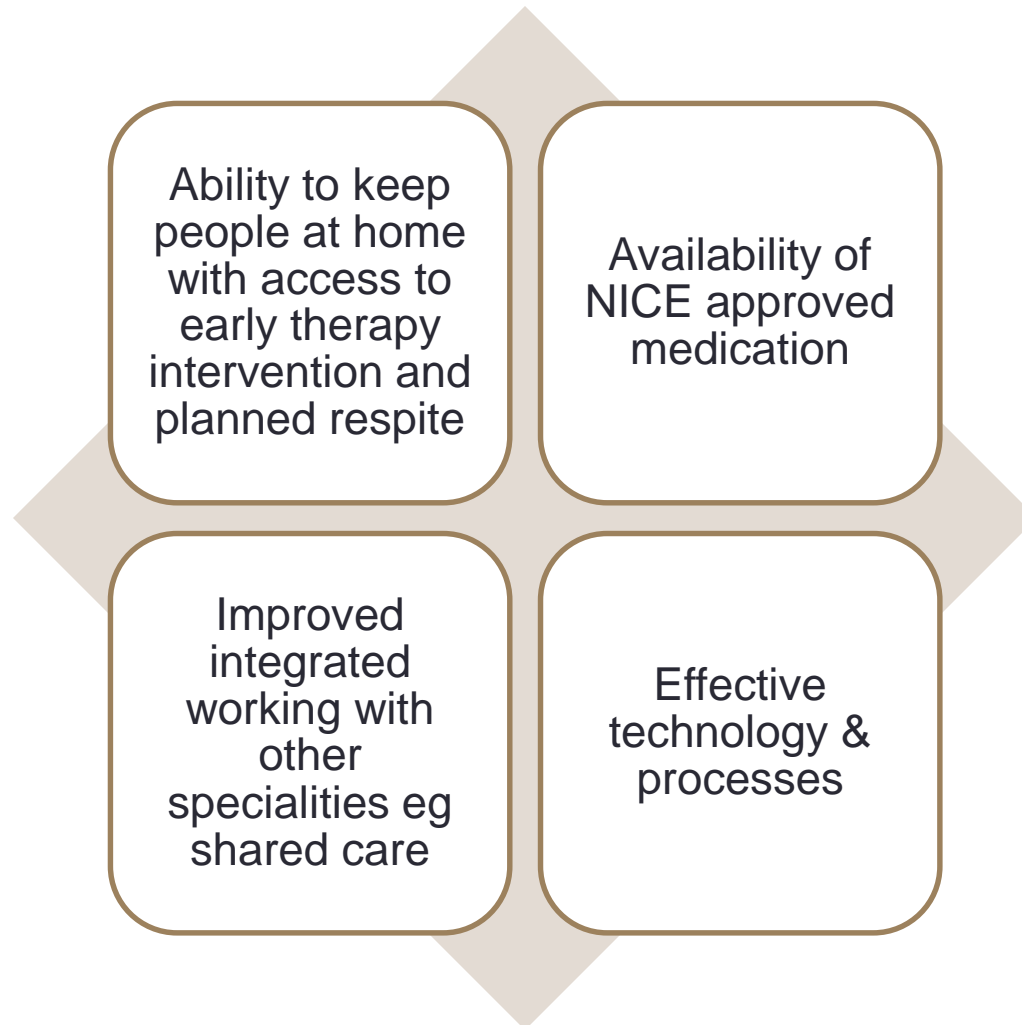 Ability to keep
people at home
with access to
early therapy
intervention and
planned respite
Availability of
NICE approved
medication
Improved
integrated
working with
other
specialities eg
shared care
Effective
technology &
processes